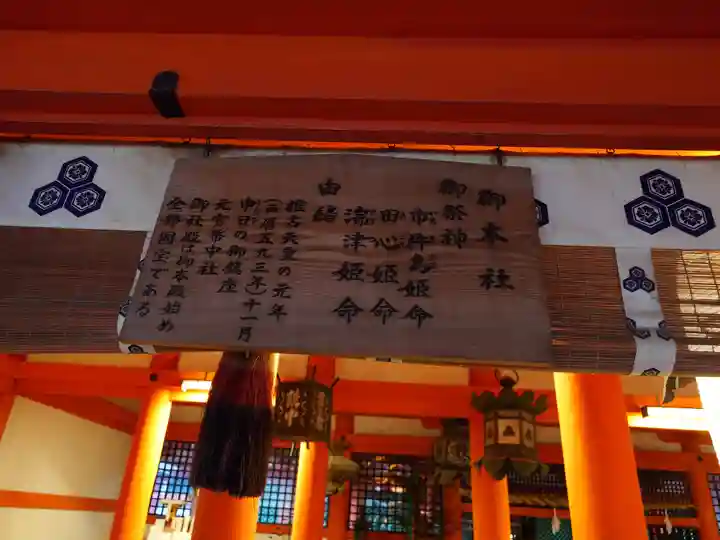 御本社
御祭神
市杵島姫命
田心姫命
湍津姫命
由緒
推古天皇の元年
(西暦五九三年)十一月
申日の御鎮座
元官幣中社
御社殿は御本殿始め
全部国宝である